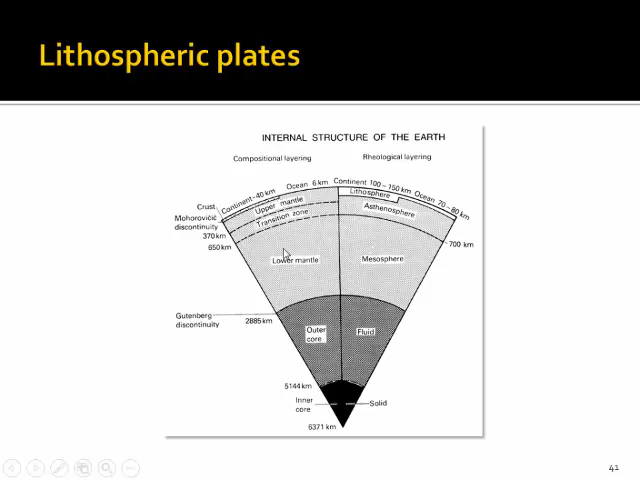 Lithospheric plates
INTERNAL STRUCTURE OF THE EARTH
Compositional layering
Rheological layering
Continent ~40 km
Ocean 6 km
Continent 100 – 150 km
Ocean 70 – 80 km
Crust
Mohorovičić
discontinuity
370 km
650 km
Upper mantle
Transition zone
Lithosphere
Asthenosphere
700 km
Lower mantle
Mesosphere
Gutenberg
discontinuity
2885 km
Outer
core
Fluid
5144 km
Inner
core
Solid
6371 km
41